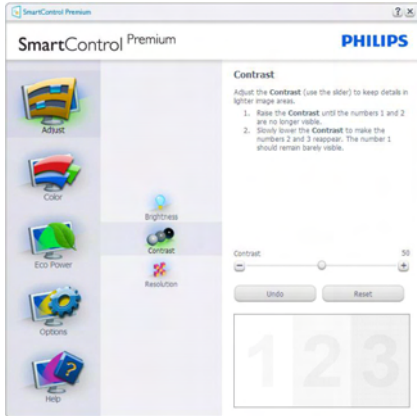 SmartControl Premium
SmartControl Premium
PHILIPS
Adjust
Color
Eco Power
Options
Help
Brightness
Contrast
Resolution
Contrast
Adjust the Contrast (use the slider) to keep details in
lighter image areas.
1. Raise the Contrast until the numbers 1 and 2
are no longer visible.
2. Slowly lower the Contrast to make the
numbers 2 and 3 reappear. The number 1
should remain barely visible.
Contrast 50
Undo Reset
1 2 3